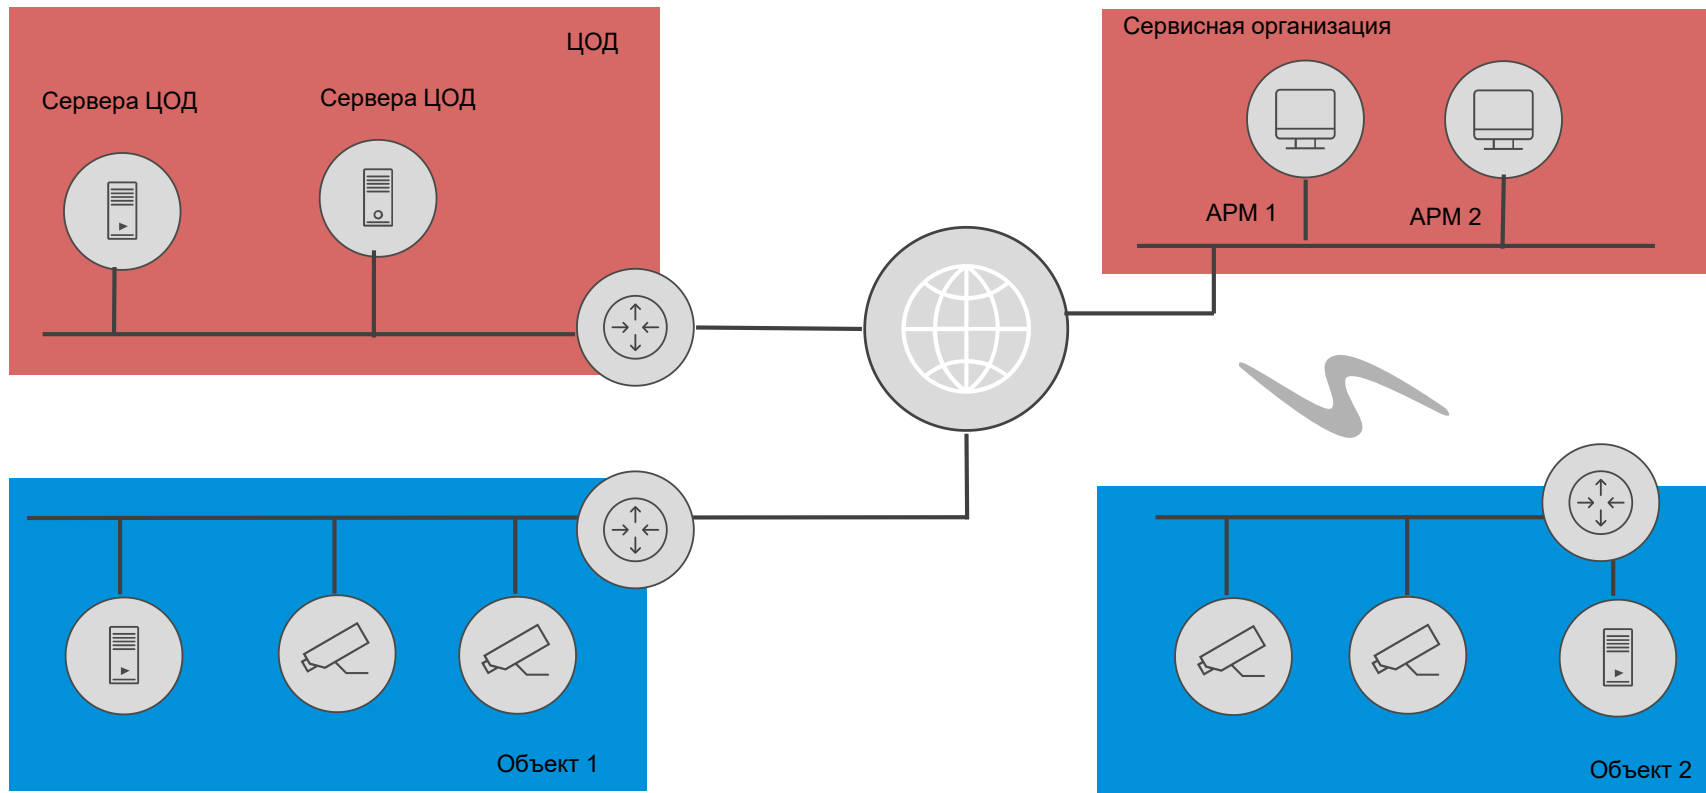 ЦОД
Сервера ЦОД
Сервера ЦОД
Сервисная организация
АРМ 1
АРМ 2
Объект 1
Объект 2